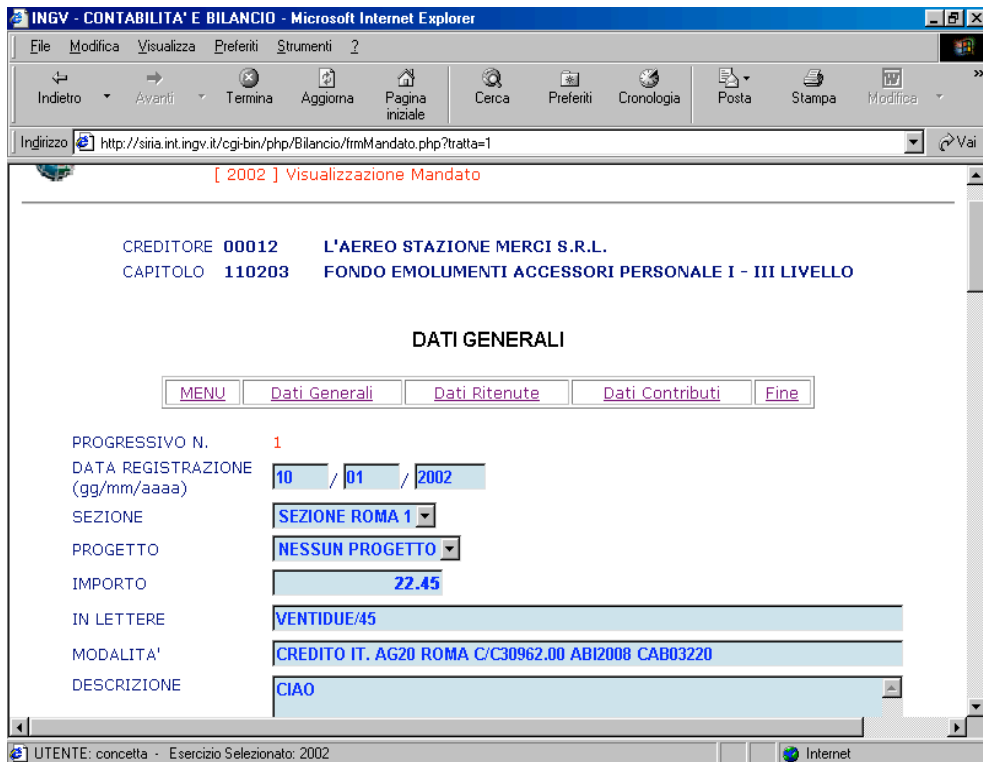 INGV - CONTABILITA' E BILANCIO - Microsoft Internet Explorer
File Modifica Visualizza Preferiti Strumenti ?
Indietro Avanti Termina Aggiorna Pagina iniziale Cerca Preferiti Cronologia Posta Stampa Modifica »
Indirizzo http://siria.int.ingv.it/cgi-bin/php/Bilancio/frmMandato.php?tratta=1 Vai
[ 2002 ] Visualizzazione Mandato
CREDITORE 00012 L'AEREO STAZIONE MERCI S.R.L.
CAPITOLO 110203 FONDO EMOLUMENTI ACCESSORI PERSONALE I - III LIVELLO
DATI GENERALI
MENU Dati Generali Dati Ritenute Dati Contributi Fine
PROGRESSIVO N. 1
DATA REGISTRAZIONE
(gg/mm/aaaa) 10 / 01 / 2002
SEZIONE SEZIONE ROMA 1
PROGETTO NESSUN PROGETTO
IMPORTO 22.45
IN LETTERE VENTIDUE/45
MODALITA' CREDITO IT. AG20 ROMA C/C30962.00 ABI2008 CAB03220
DESCRIZIONE CIAO
UTENTE: concetta - Esercizio Selezionato: 2002 Internet